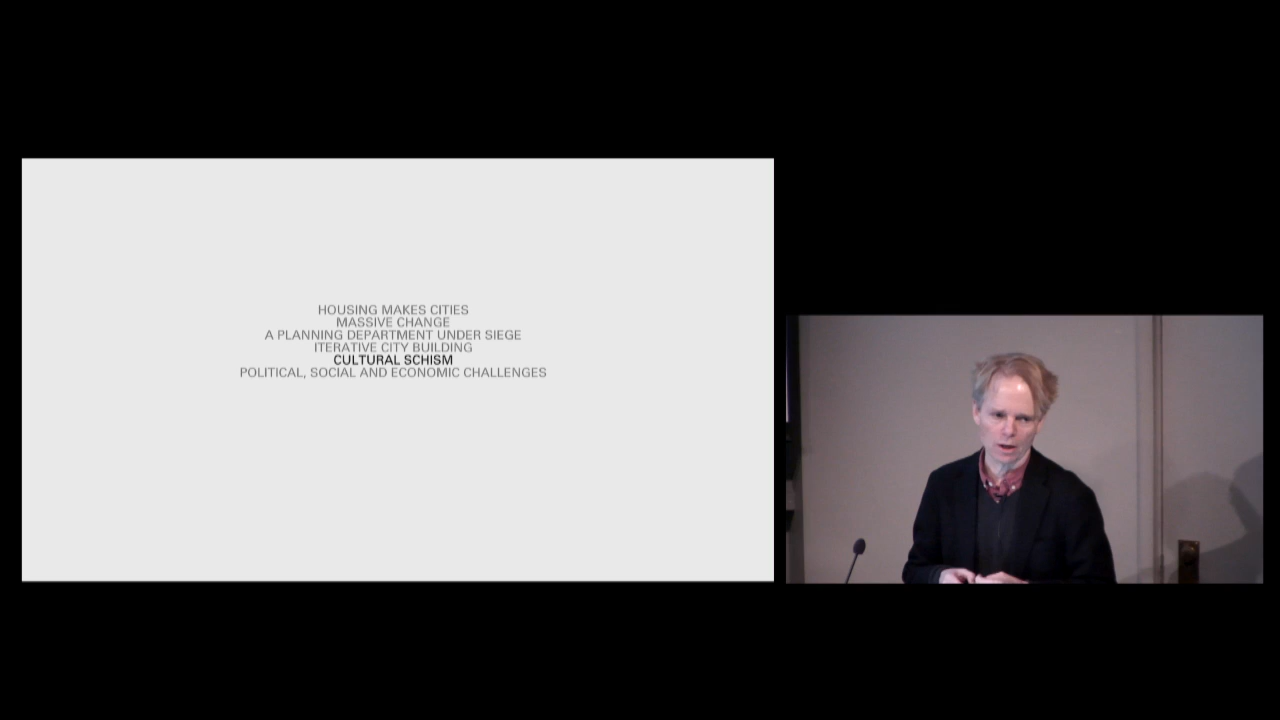 HOUSING MAKES CITIES
MASSIVE CHANGE
A PLANNING DEPARTMENT UNDER SIEGE
ITERATIVE CITY BUILDING
CULTURAL SCHISM
POLITICAL, SOCIAL AND ECONOMIC CHALLENGES